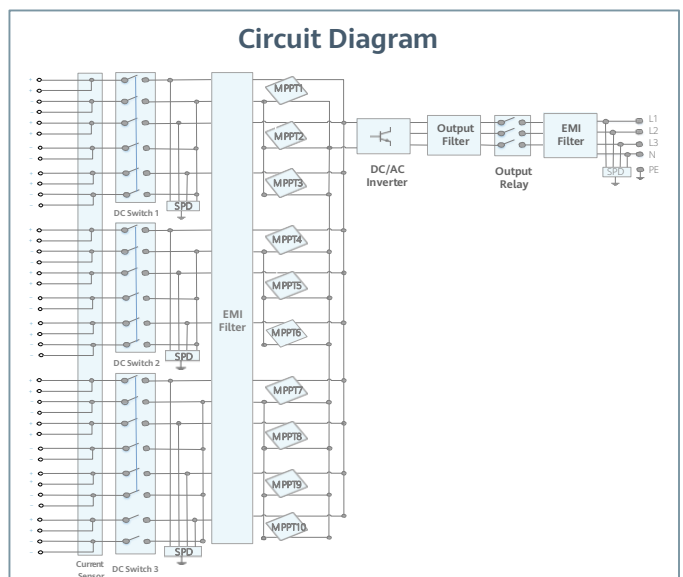 Circuit Diagram
MPPT1
MPPT2
MPPT3
SPD
DC Switch 1
MPPT4
MPPT5
MPPT6
EMI
Filter
SPD
DC Switch 2
MPPT7
MPPT8
MPPT9
MPPT10
SPD
Current
Sensor
DC Switch 3
DC/AC
Inverter
Output
Filter
Output
Relay
EMI
Filter
L1
L2
L3
N
SPD
PE